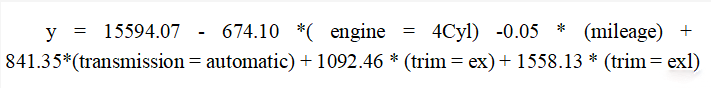 y = 15594.07 - 674.10 *( engine = 4Cyl) -0.05 * (mileage) +
841.35*(transmission = automatic) + 1092.46 * (trim = ex) + 1558.13 * (trim = exl)